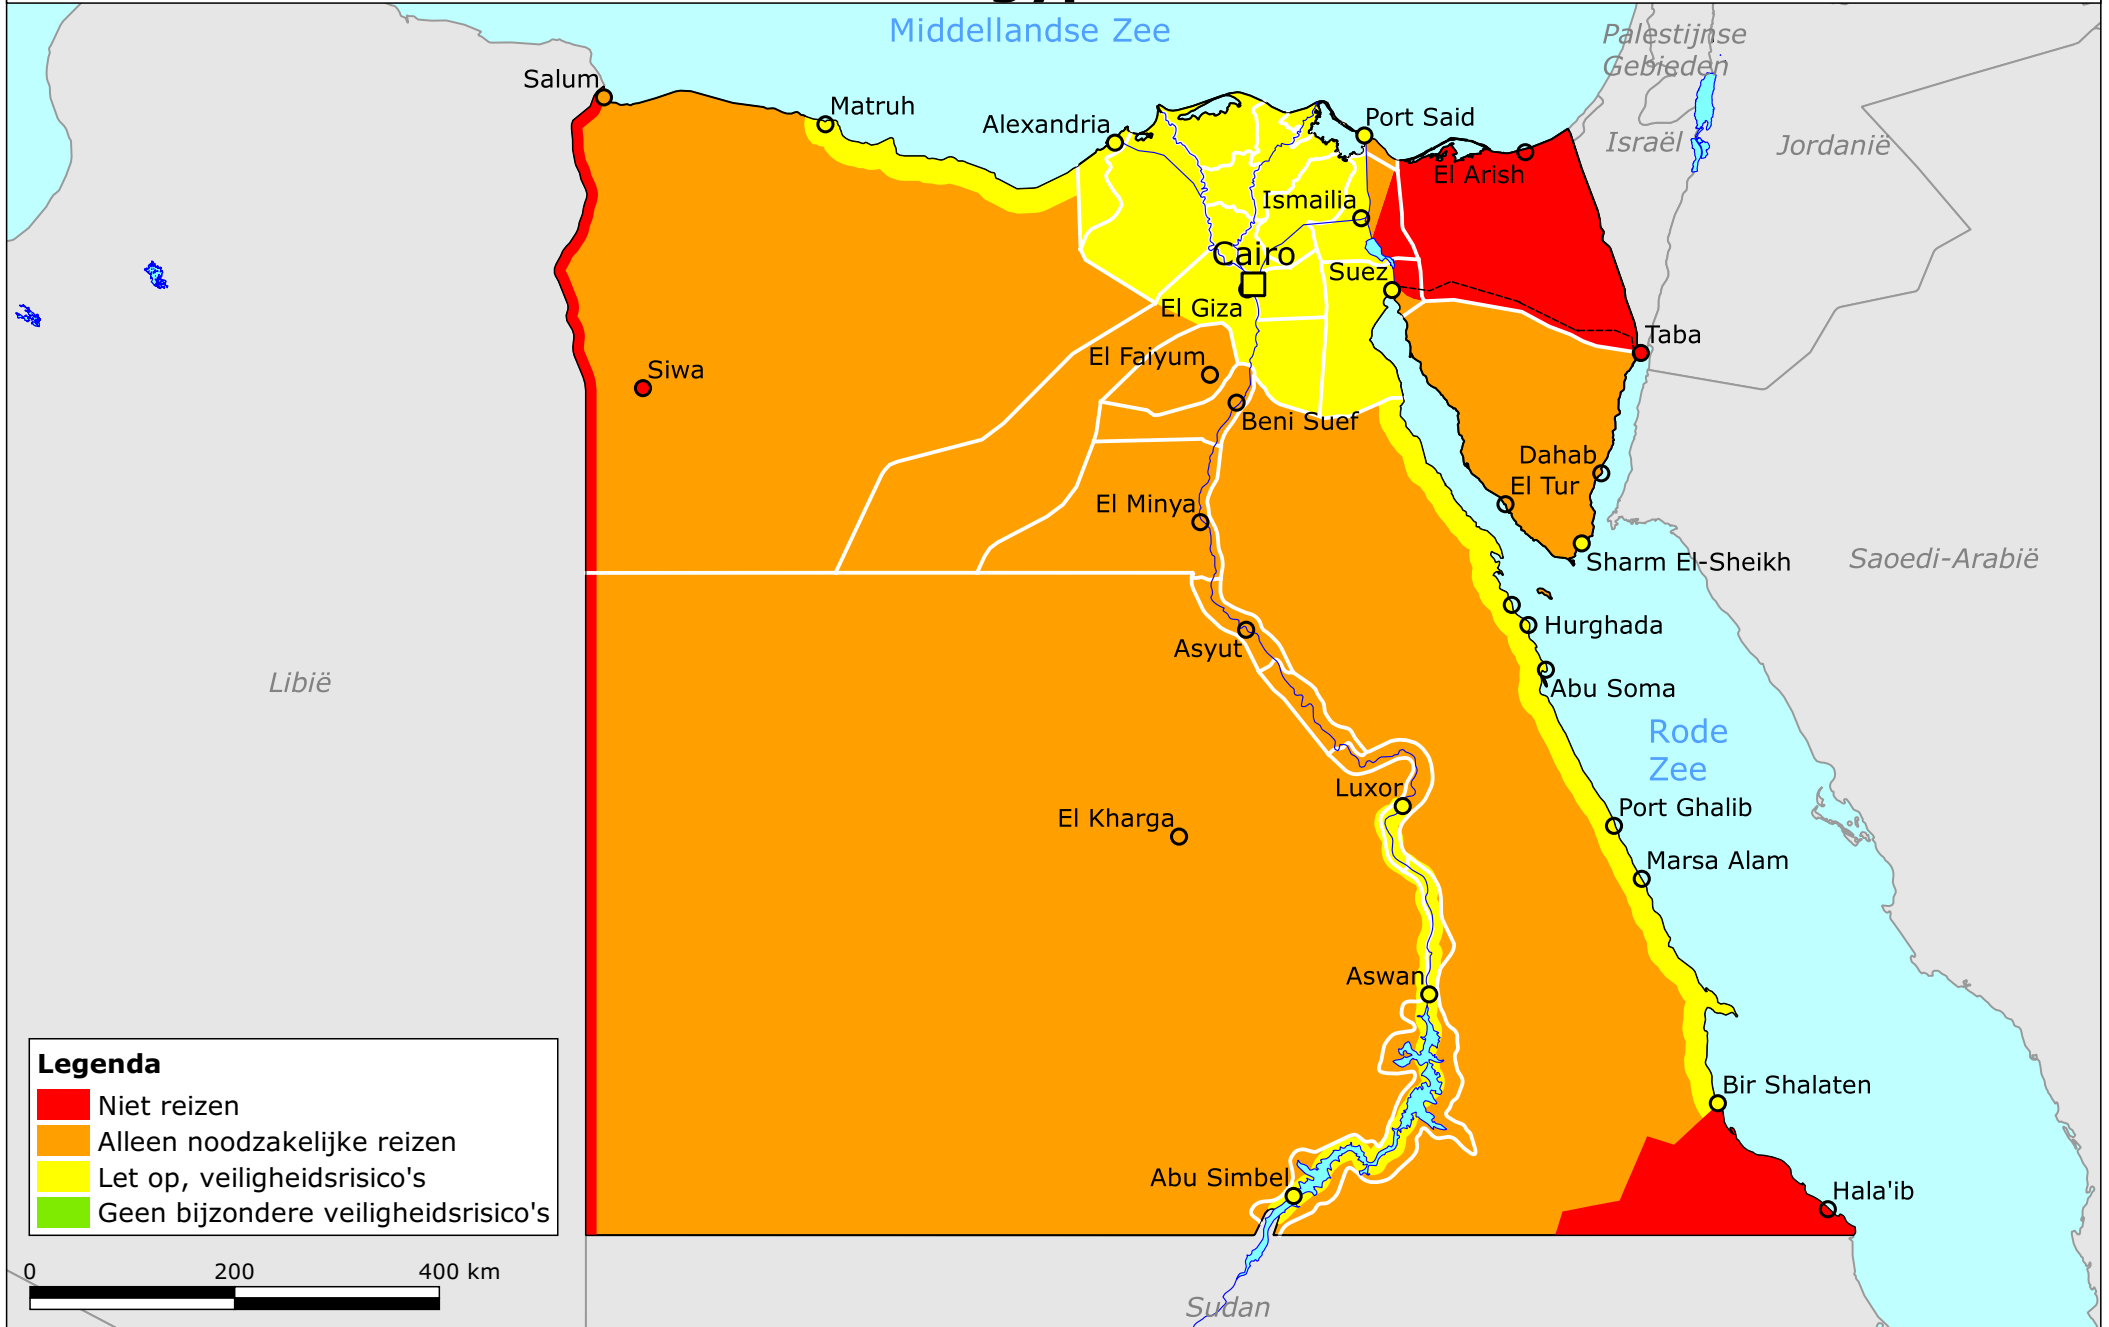 Middellandse Zee
Palestijnse
Gebieden
Salum
Matruh
Alexandria
Port Said
Israël
Jordanië
El Arish
Ismailia
Cairo
Suez
El Giza
Taba
El Faiyum
Siwa
Beni Suef
Dahab
El Tur
El Minya
Sharm El-Sheikh
Saoedi-Arabië
Hurghada
Asyut
Libië
Abu Soma
Rode
Zee
Luxor
Port Ghalib
El Kharga
Marsa Alam
Aswan
Bir Shalaten
Abu Simbel
Hala'ib
Sudan
Legenda
Niet reizen
Alleen noodzakelijke reizen
Let op, veiligheidsrisico's
Geen bijzondere veiligheidsrisico's
0 200 400 km